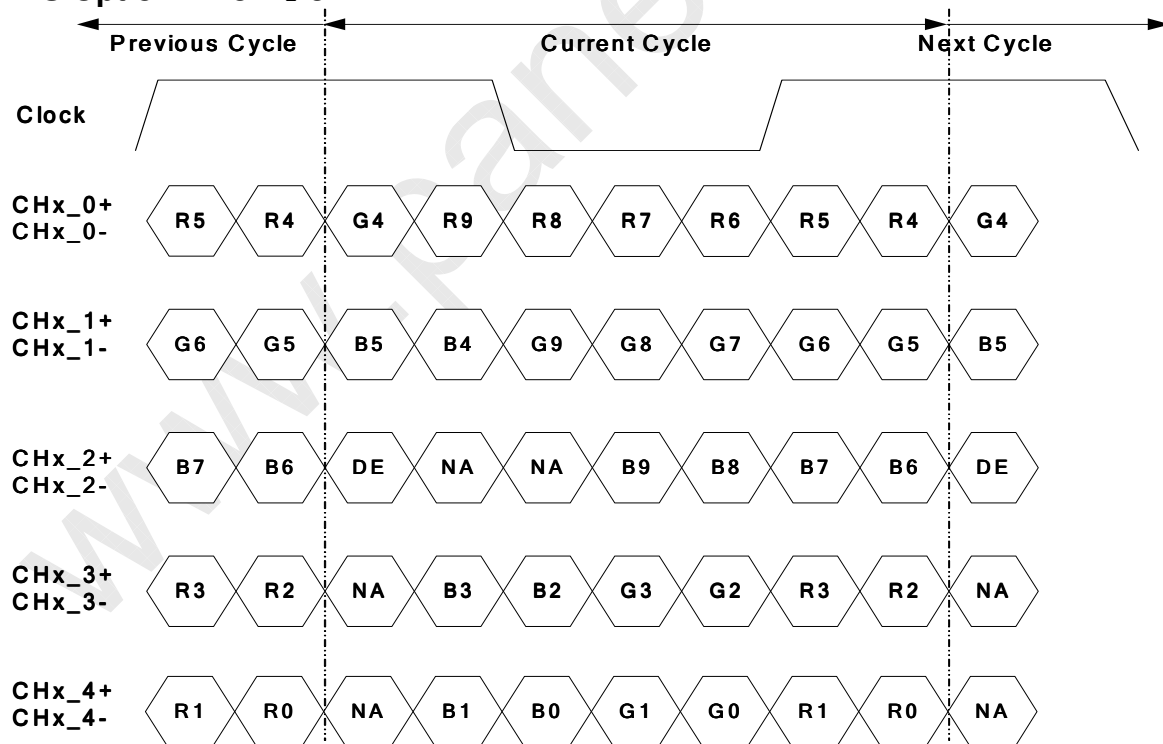 Previous Cycle Current Cycle Next Cycle
Clock
CHx_0+
CHx_0-
R5 R4 G4 R9 R8 R7 R6 R5 R4 G4
CHx_1+
CHx_1-
G6 G5 B5 B4 G9 G8 G7 G6 G5 B5
CHx_2+
CHx_2-
B7 B6 DE NA NA B9 B8 B7 B6 DE
CHx_3+
CHx_3-
R3 R2 NA B3 B2 G3 G2 R3 R2 NA
CHx_4+
CHx_4-
R1 R0 NA B1 B0 G1 G0 R1 R0 NA
www.pane